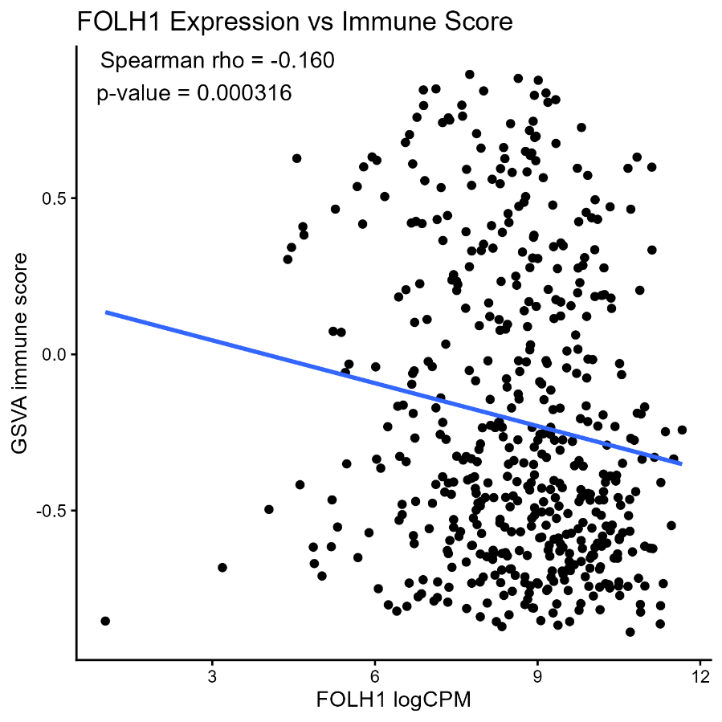 FOLH1 Expression vs Immune Score
Spearman rho = -0.160
p-value = 0.000316
0.5
0.0
-0.5
GSVA immune score
3 6 9 12
FOLH1 logCPM